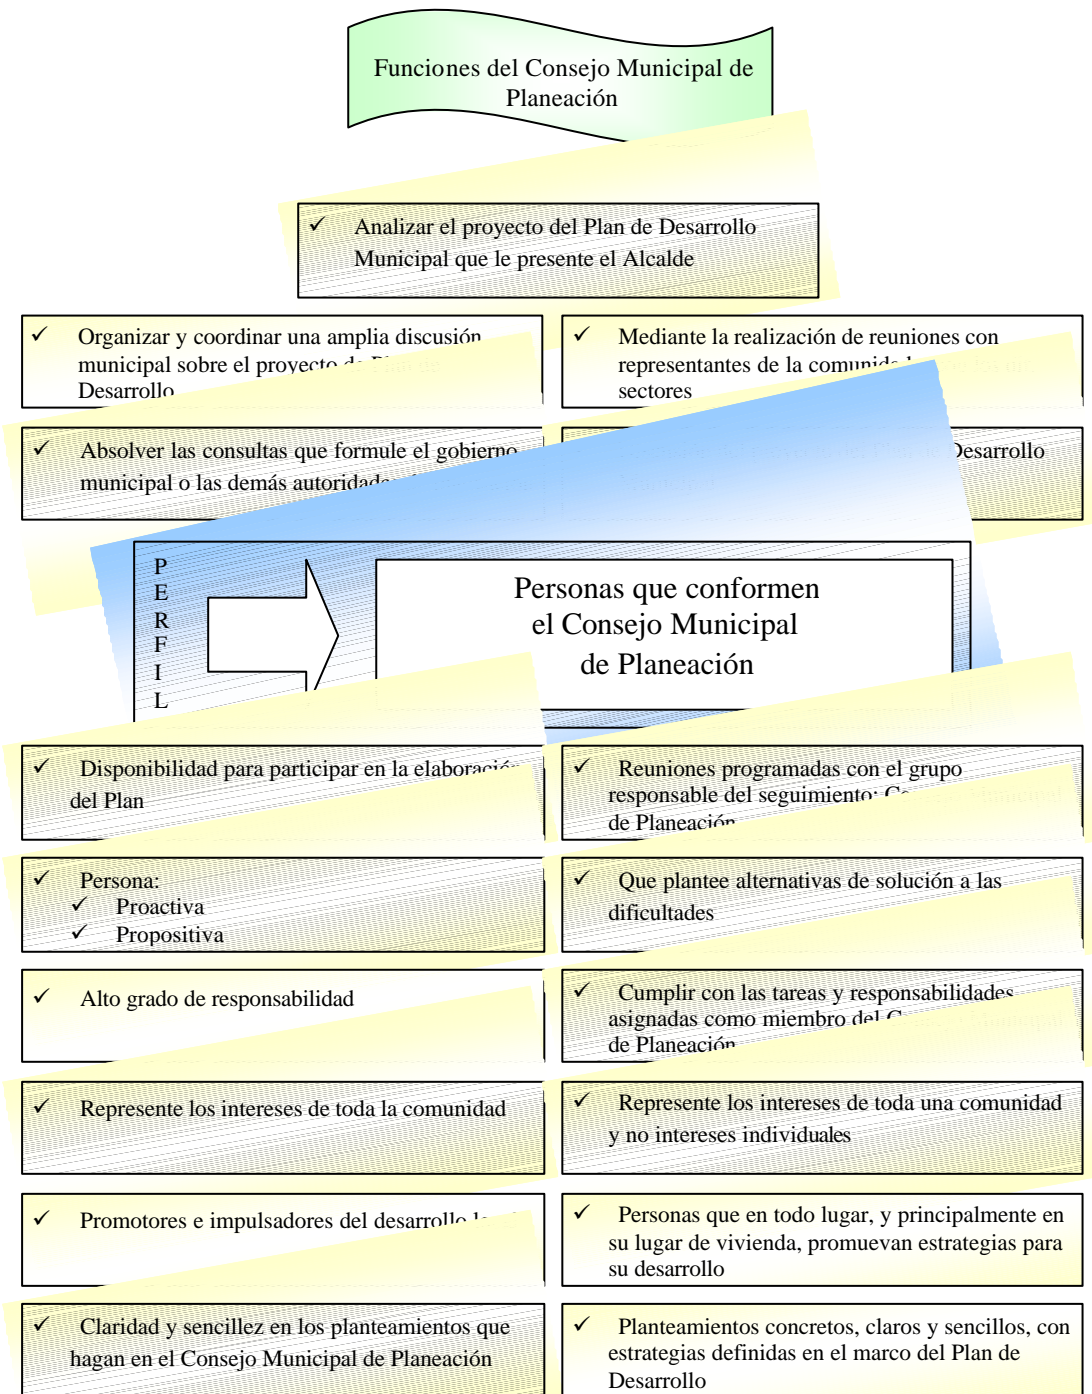 Funciones del Consejo Municipal de
Planeación
✓ Analizar el proyecto del Plan de Desarrollo
Municipal que le presente el Alcalde
✓ Organizar y coordinar una amplia discusión
municipal sobre el proyecto de Plan
Desarrollo
✓ Mediante la realización de reuniones con
representantes de la comunidad
sectores
✓ Absolver las consultas que formule el gobierno
municipal o las demás autoridades
Desarrollo
P
E
R
F
I
L
Personas que conformen
el Consejo Municipal
de Planeación
✓ Disponibilidad para participar en la elaboración
del Plan
✓ Reuniones programadas con el grupo
responsable del seguimiento: Consejo Municipal
de Planeación
✓ Persona:
✓ Proactiva
✓ Propositiva
✓ Que plantee alternativas de solución a las
dificultades
✓ Alto grado de responsabilidad
✓ Cumplir con las tareas y responsabilidades
asignadas como miembro del Consejo Municipal
de Planeación
✓ Represente los intereses de toda la comunidad
✓ Represente los intereses de toda una comunidad
y no intereses individuales
✓ Promotores e impulsadores del desarrollo
✓ Personas que en todo lugar, y principalmente en
su lugar de vivienda, promuevan estrategias para
su desarrollo
✓ Claridad y sencillez en los planteamientos que
hagan en el Consejo Municipal de Planeación
✓ Planteamientos concretos, claros y sencillos, con
estrategias definidas en el marco del Plan de
Desarrollo